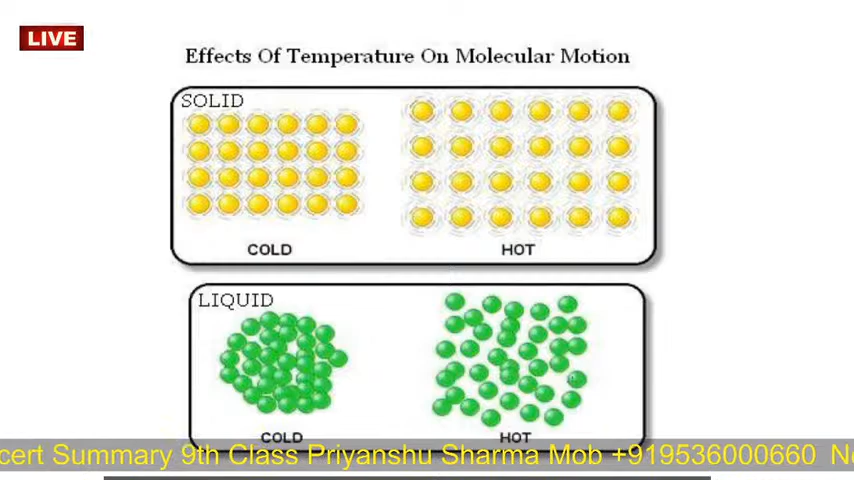 LIVE
Effects Of Temperature On Molecular Motion
SOLID
COLD HOT
LIQUID
COLD HOT
cert Summary 9th Class Priyanshu Sharma Mob +919536000660 Ne